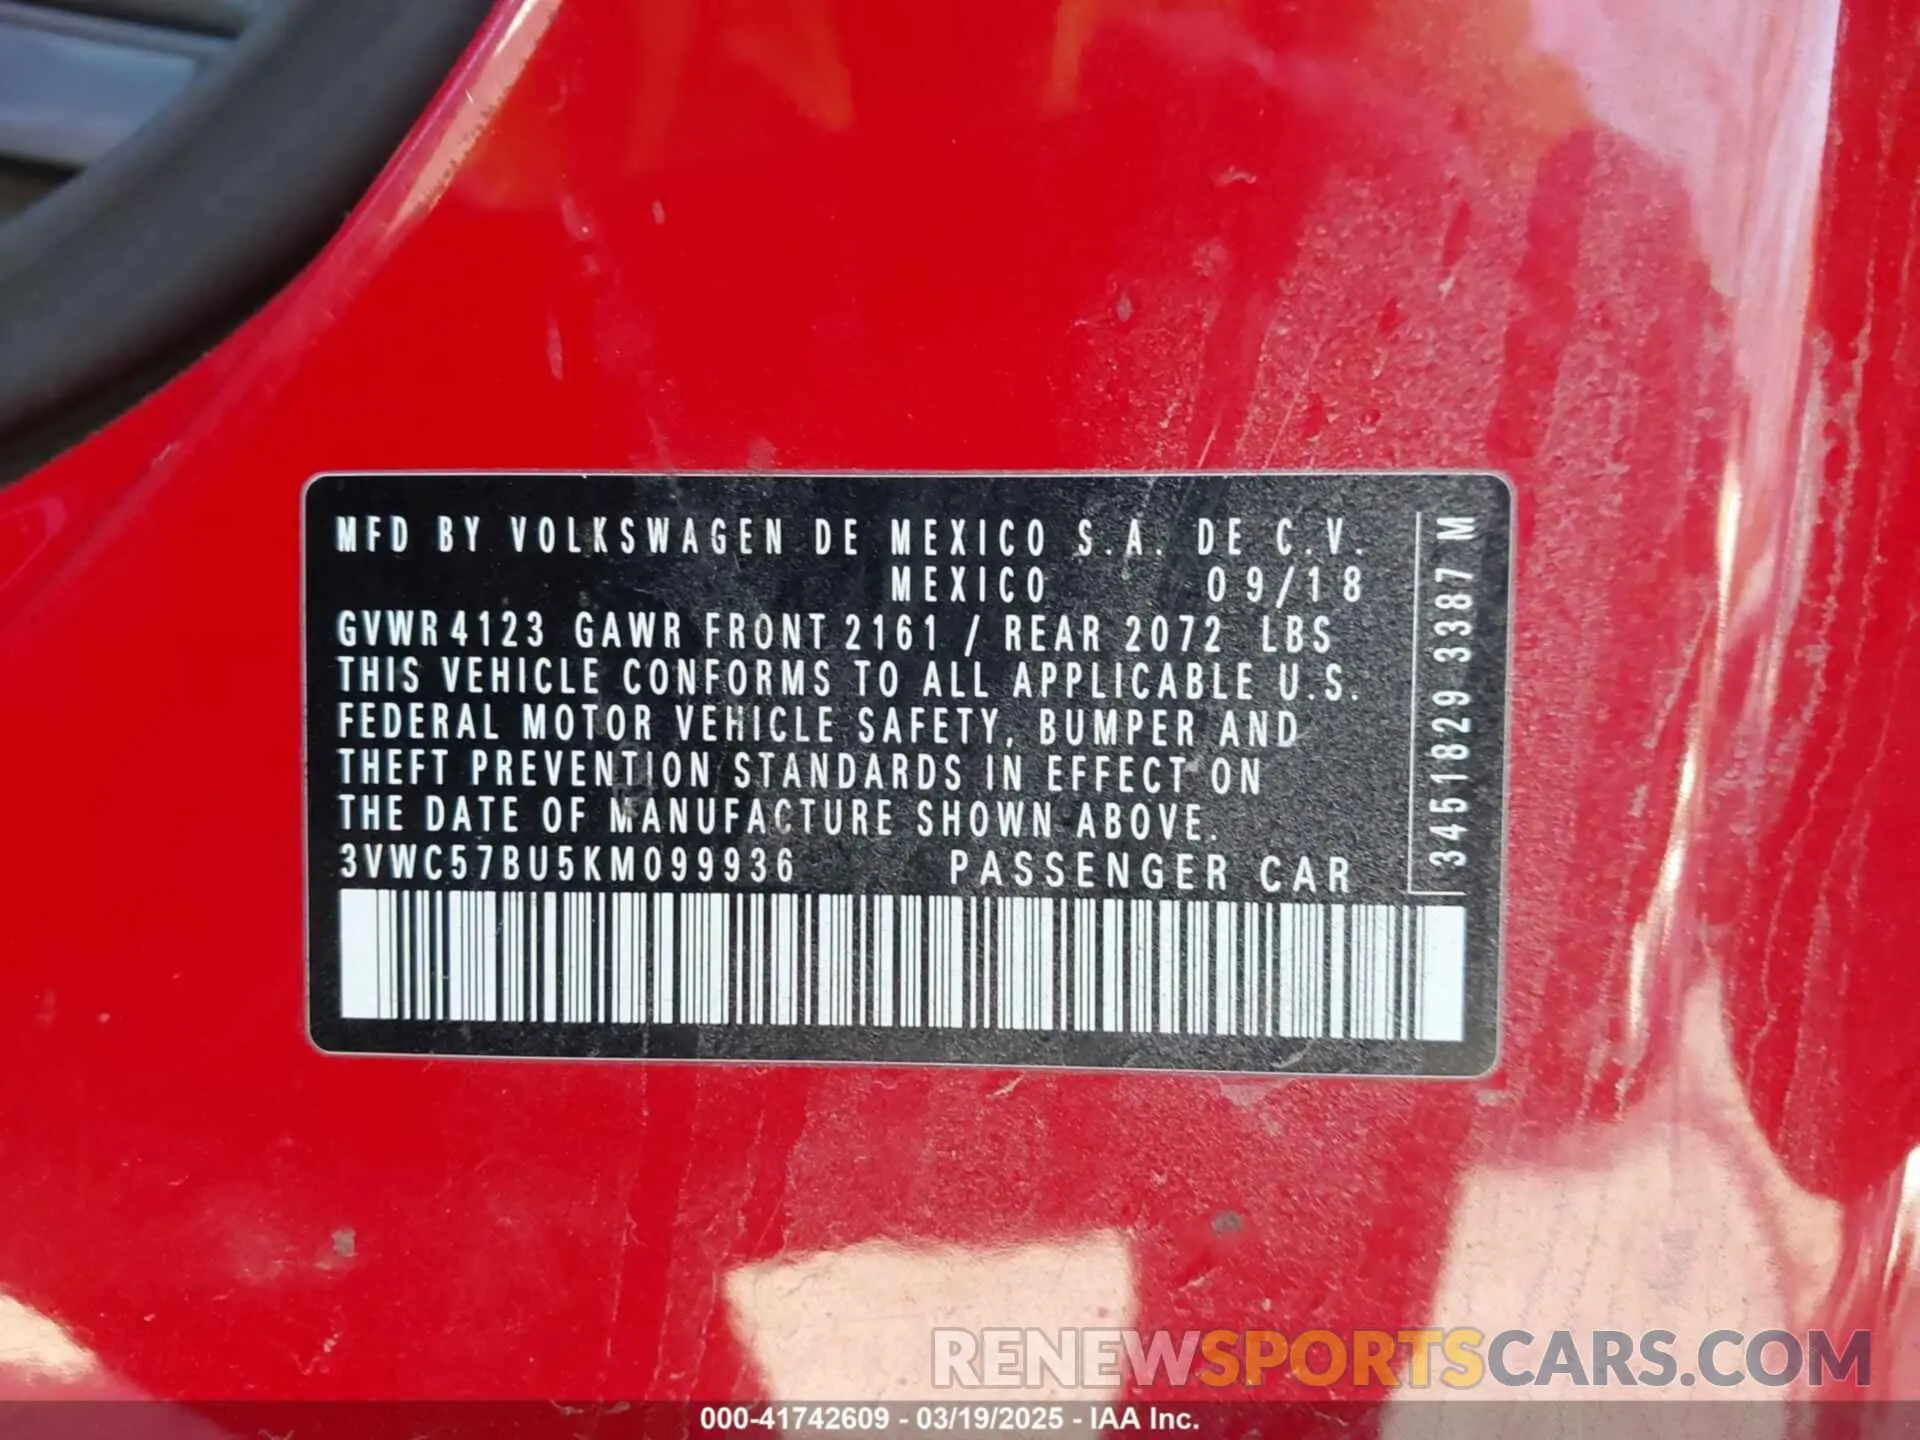 MFD BY VOLKSWAGEN DE MEXICO S.A. DE C.V.
MEXICO 09/18
GVWR 4123 GAWR FRONT 2161 / REAR 2072 LBS
THIS VEHICLE CONFORMS TO ALL APPLICABLE U.S.
FEDERAL MOTOR VEHICLE SAFETY, BUMPER AND
THEFT PREVENTION STANDARDS IN EFFECT ON
THE DATE OF MANUFACTURE SHOWN ABOVE.
3VWC57BU5KM099936 PASSENGER CAR
3451829 3387 M
RENEWSPORTSCARS.COM
000-41742609 - 03/19/2025 - IAA Inc.